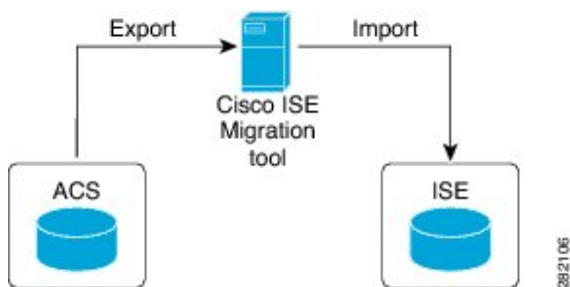 Export
Import
Cisco ISE
Migration
tool
ACS
ISE
282106